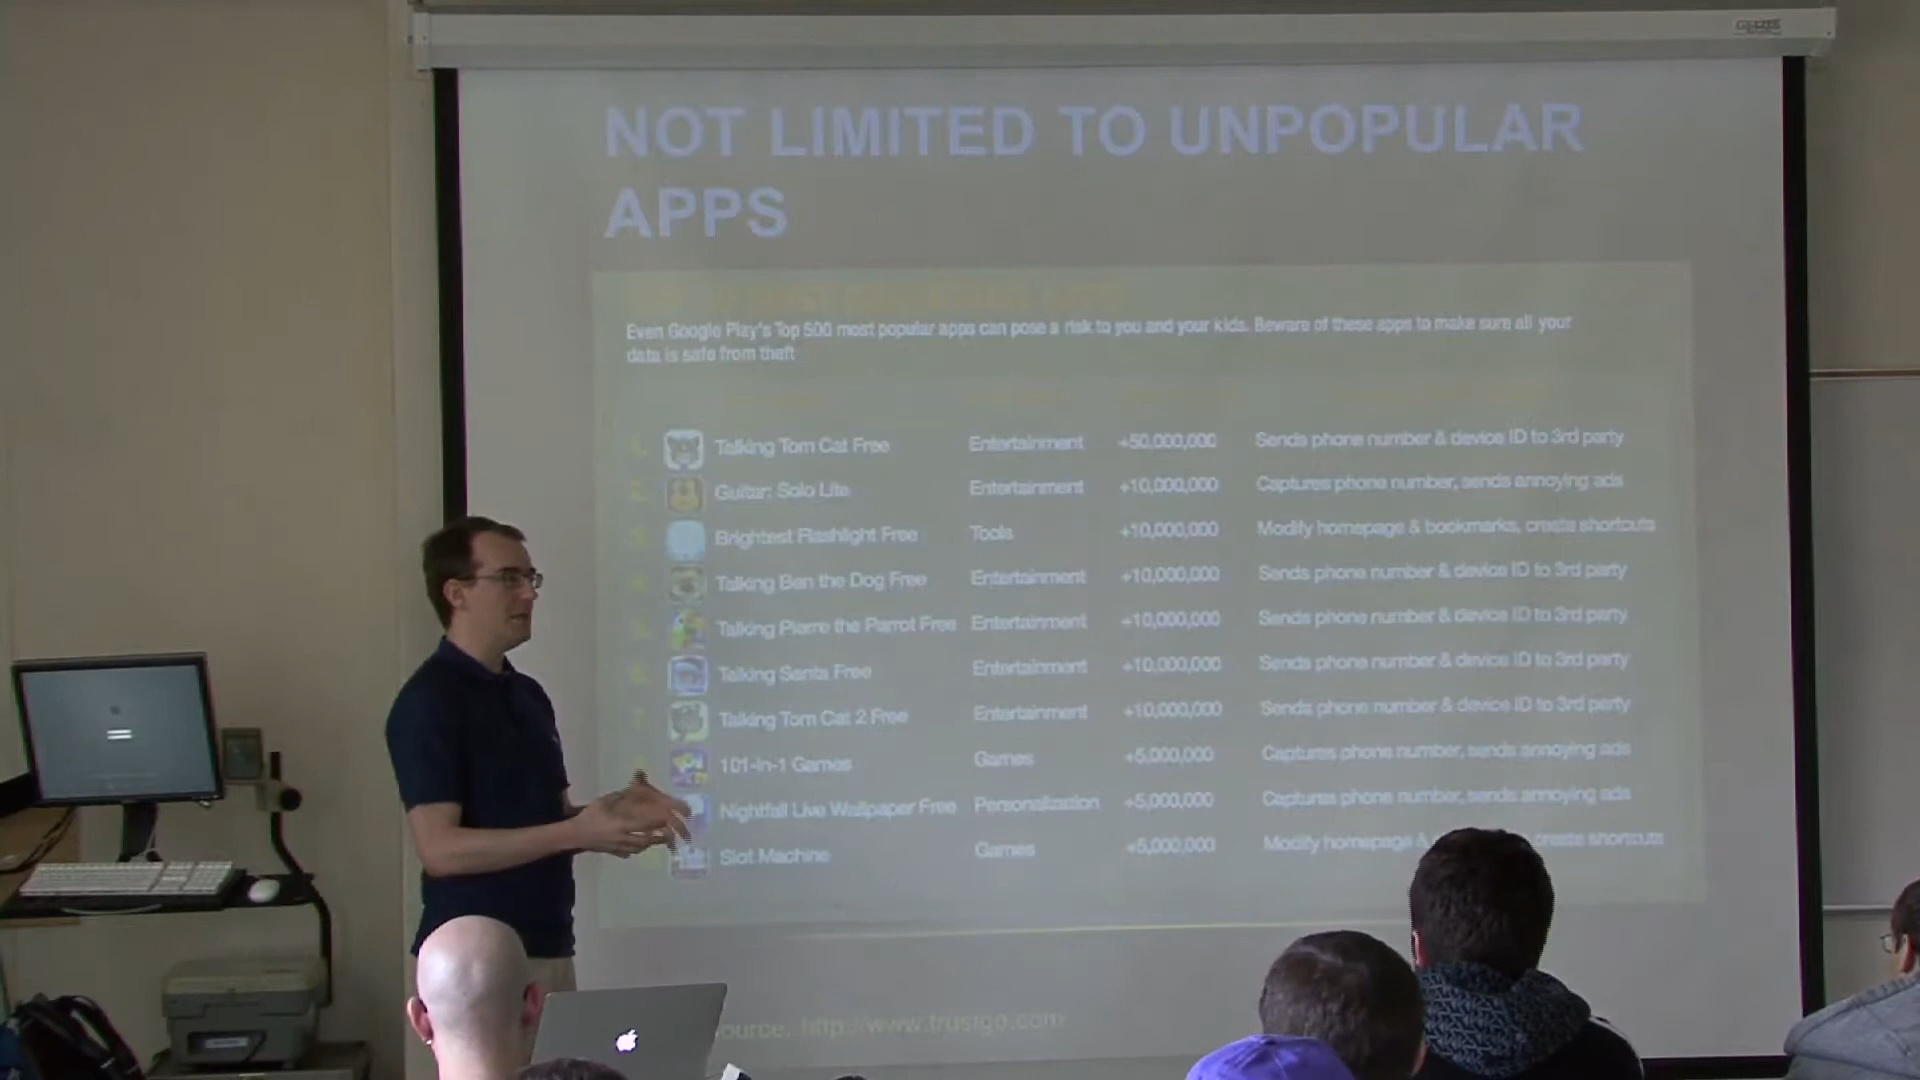 NOT LIMITED TO UNPOPULAR
APPS
Even Google Play's Top 500 most popular apps can pose a risk to you and your kids. Beware of these apps to make sure all your
data is safe from theft
Talking Tom Cat Free Entertainment +50,000,000 Sends phone number & device ID to 3rd party
Guitar: Solo Lite Entertainment +10,000,000 Captures phone number, sends annoying ads
Brightest Flashlight Free Tools +10,000,000 Modify homepage & bookmarks, create shortcuts
Talking Ben the Dog Free Entertainment +10,000,000 Sends phone number & device ID to 3rd party
Talking Pierre the Parrot Free Entertainment +10,000,000 Sends phone number & device ID to 3rd party
Talking Santa Free Entertainment +10,000,000 Sends phone number & device ID to 3rd party
Talking Tom Cat 2 Free Entertainment +10,000,000 Sends phone number & device ID to 3rd party
101-in-1 Games Games +5,000,000 Captures phone number, sends annoying ads
Nightfall Live Wallpaper Free Personalization +5,000,000 Captures phone number, sends annoying ads
Slot Machine Games +5,000,000 Modify homepage & create shortcuts